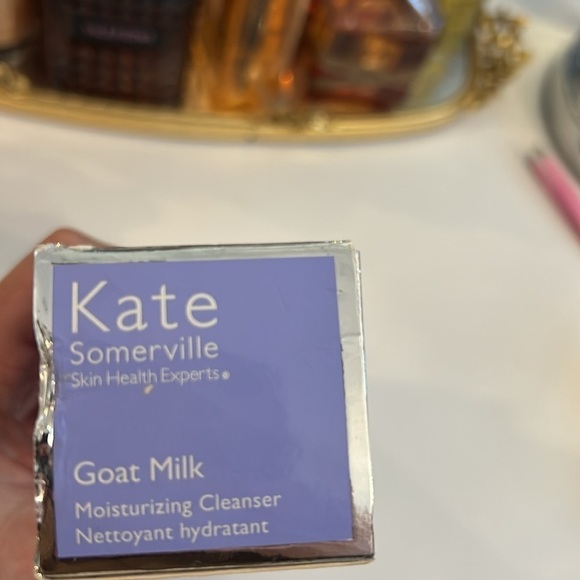 Kate
Somerville
Skin Health Experts
Goat Milk
Moisturizing Cleanser
Nettoyant hydratant